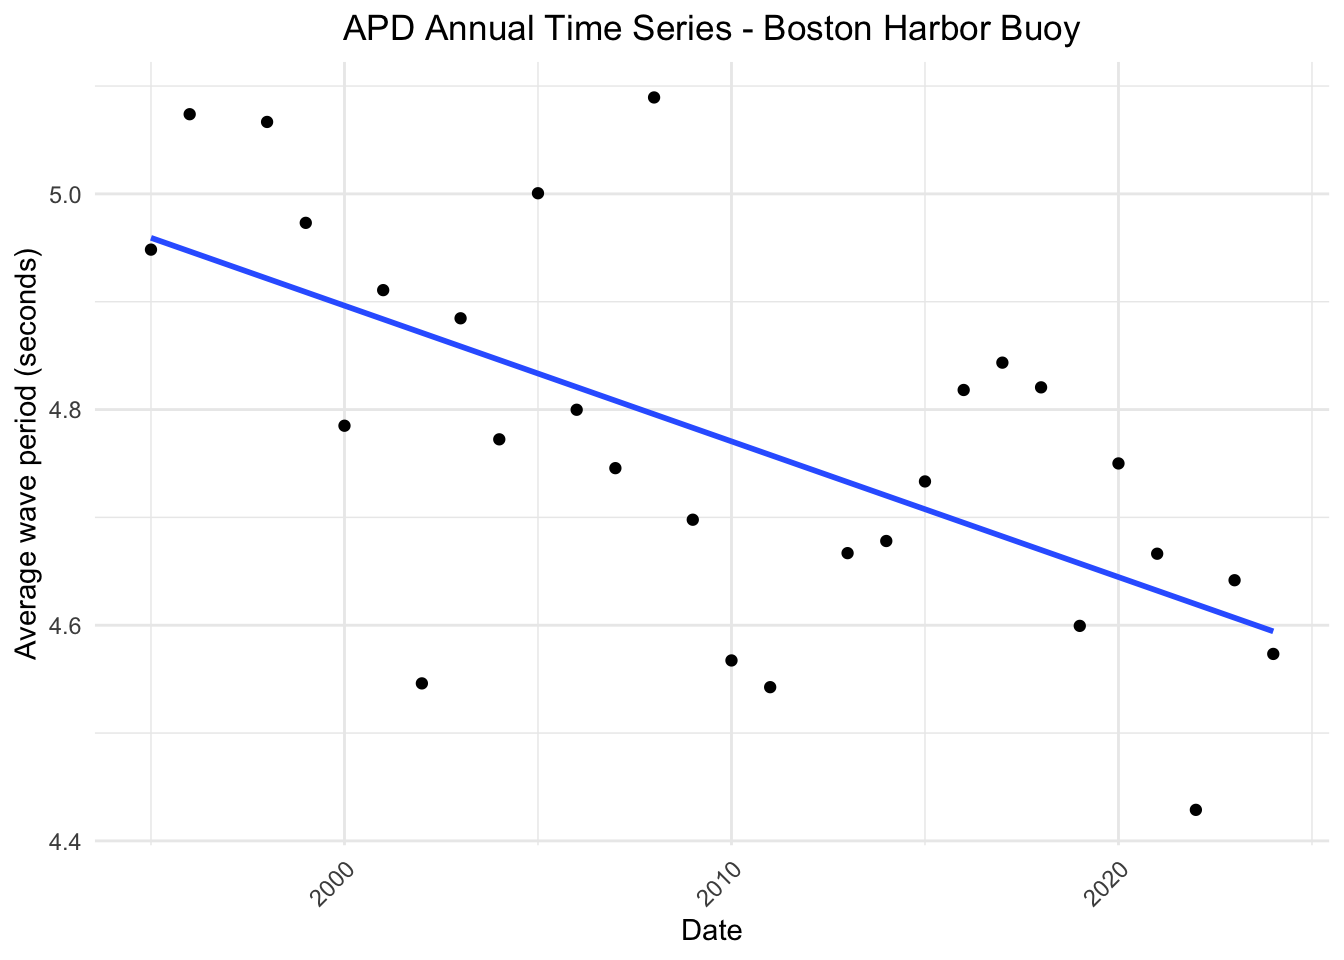 APD Annual Time Series - Boston Harbor Buoy
Average wave period (seconds)
5.0
4.8
4.6
4.4
2000
2010
2020
Date